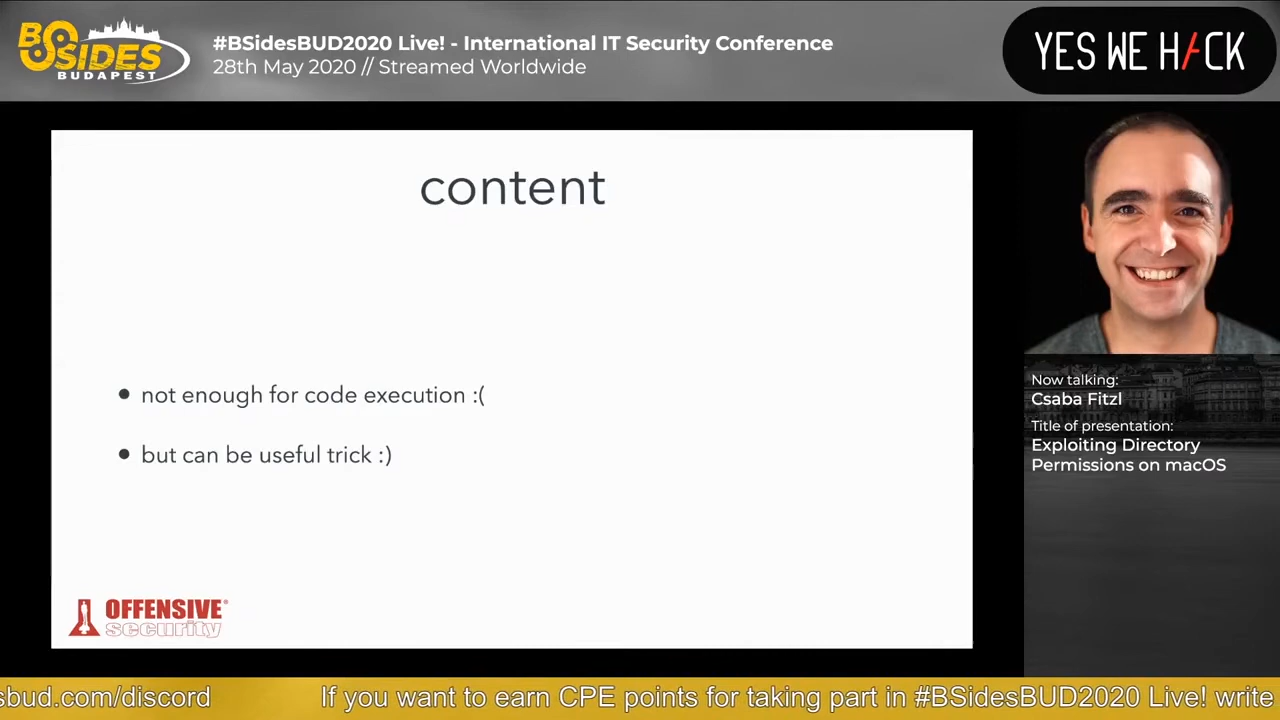 BSIDES
BUDAPEST
#BSidesBUD2020 Live! - International IT Security Conference
28th May 2020 // Streamed Worldwide
YES WE H/CK
content
• not enough for code execution :(
• but can be useful trick :)
OFFENSIVE®
security
Now talking:
Csaba Fitzl
Title of presentation:
Exploiting Directory
Permissions on macOS
sbud.com/discord If you want to earn CPE points for taking part in #BSidesBUD2020 Live! write